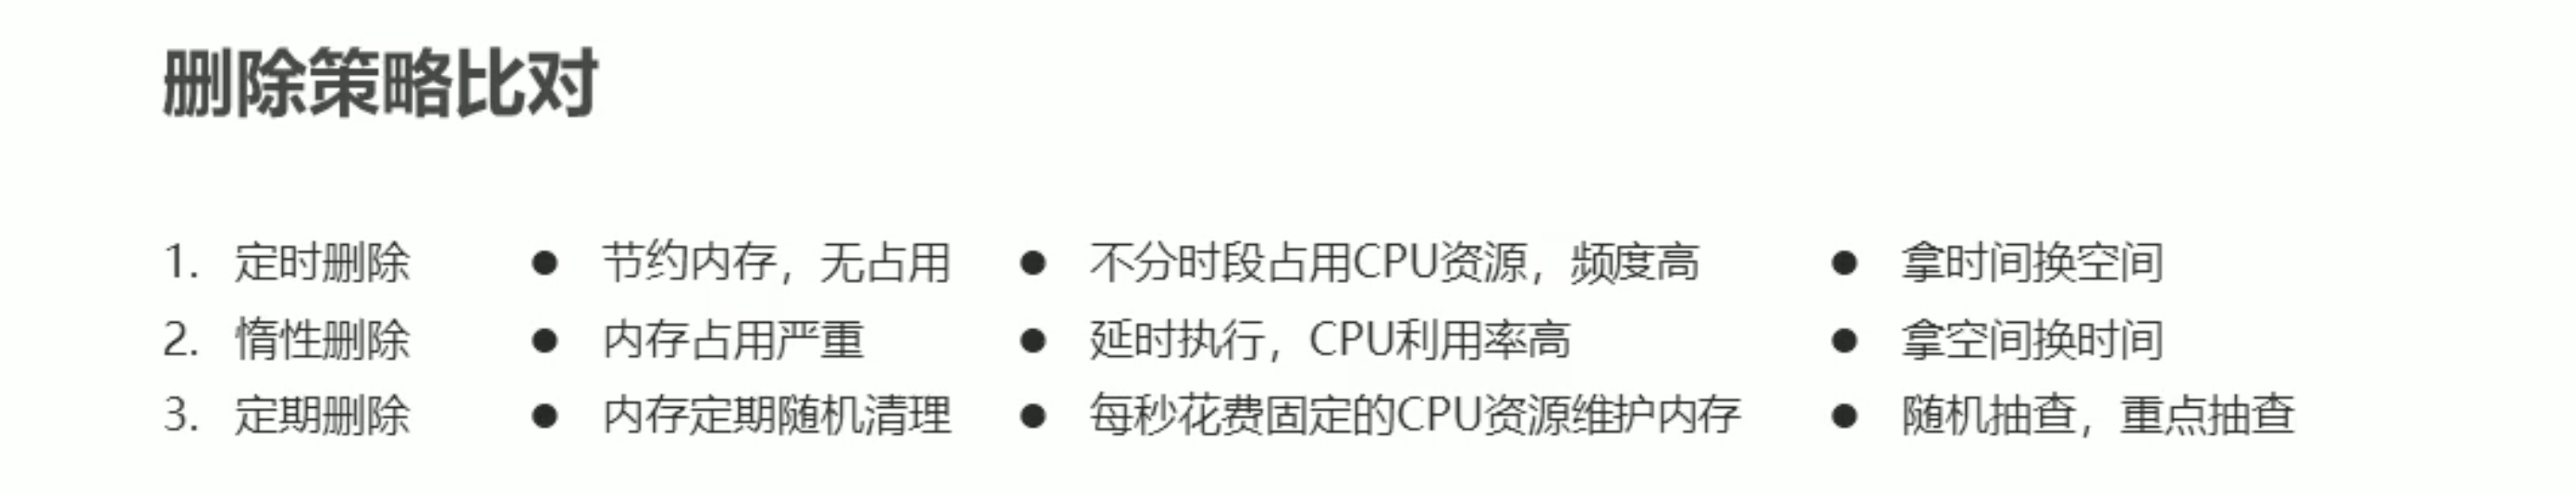 删除策略比对
1. 定时删除 ● 节约内存，无占用 ● 不分时段占用CPU资源，频度高 ● 拿时间换空间
2. 惰性删除 ● 内存占用严重 ● 延时执行，CPU利用率高 ● 拿空间换时间
3. 定期删除 ● 内存定期随机清理 ● 每秒花费固定的CPU资源维护内存 ● 随机抽查，重点抽查